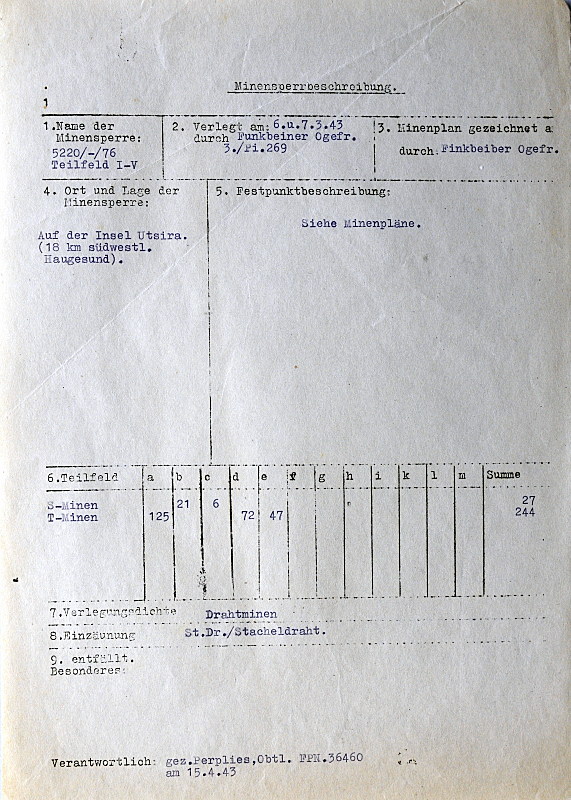 Minensperrbeschreibung.
1.Name der Minensperre:
5220/-/76
Teilfeld I-V
2. Verlegt am: 6.u.7.3.43
durch Funkbeiner Ogefr.
3./Pi.269
3. Minenplan gezeichnet a
durch: Finkbeiber Ogefr.
4. Ort und Lage der
Minensperre:
Auf der Insel Utsira.
(18 km südwestl.
Haugesund).
5. Festpunktbeschreibung:
Siehe Minenpläne.
6.Teilfeld a b c d e f g h i k l m Summe
S-Minen 21 6 27
T-Minen 125 72 47 244
7.Verlegungsdichte Drahtminen
8.Einzäunung St.Dr./Stacheldraht.
9. entfällt.
Besonderes:
Verantwortlich: gez.Perplies,Obtl. FPN.36460
am 15.4.43